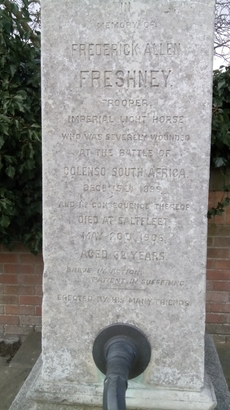 IN
MEMORY OF
FREDERICK ALLEN
FRESHNEY
TROOPER
IMPERIAL LIGHT HORSE
WHO WAS SEVERELY WOUNDED
AT THE BATTLE OF
COLENSO SOUTH AFRICA
AND IN CONSEQUENCE THEREOF
DIED AT SALTFLEET
MAY
AGED YEARS
BRAVE IN ACTION
PATIENT IN SUFFERING
ERECTED BY HIS MANY FRIENDS